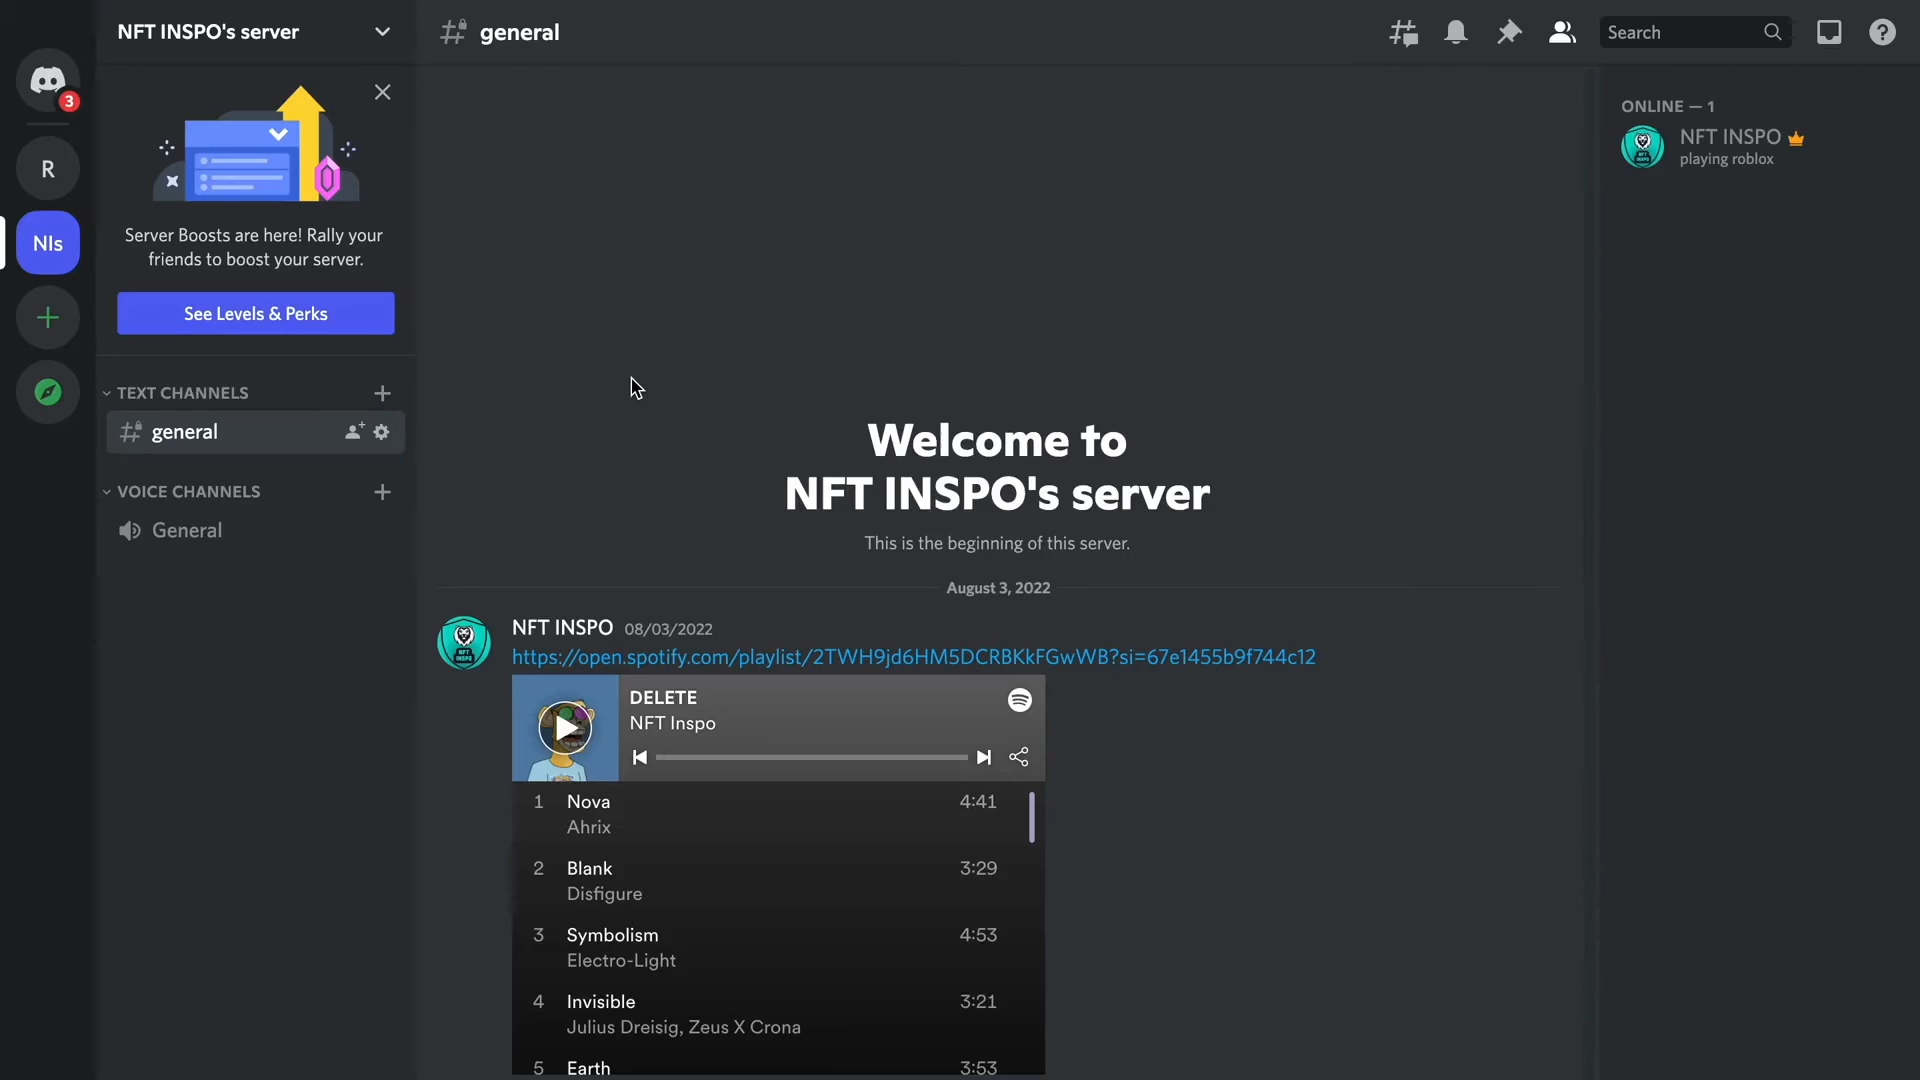 3
R
NIs
NFT INSPO's server
Server Boosts are here! Rally your
friends to boost your server.
See Levels & Perks
TEXT CHANNELS
general
VOICE CHANNELS
General
general
Search
Welcome to
NFT INSPO's server
This is the beginning of this server.
August 3, 2022
NFT INSPO 08/03/2022
https://open.spotify.com/playlist/2TWH9jd6HM5DCRBKkFGwWB?si=67e1455b9f744c12
DELETE
NFT Inspo
1 Nova 4:41
Ahrix
2 Blank 3:29
Disfigure
3 Symbolism 4:53
Electro-Light
4 Invisible 3:21
Julius Dreisig, Zeus X Crona
5 Earth 3:53
ONLINE — 1
NFT INSPO
playing roblox